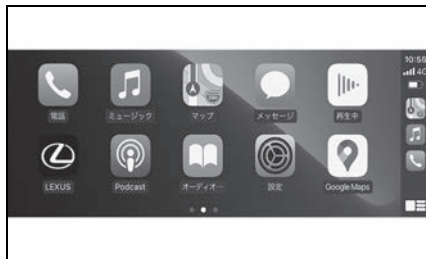 10:55
4G
電話
ミュージック
マップ
メッセージ
再生中
LEXUS
Podcast
オーディオ…
設定
Google Maps